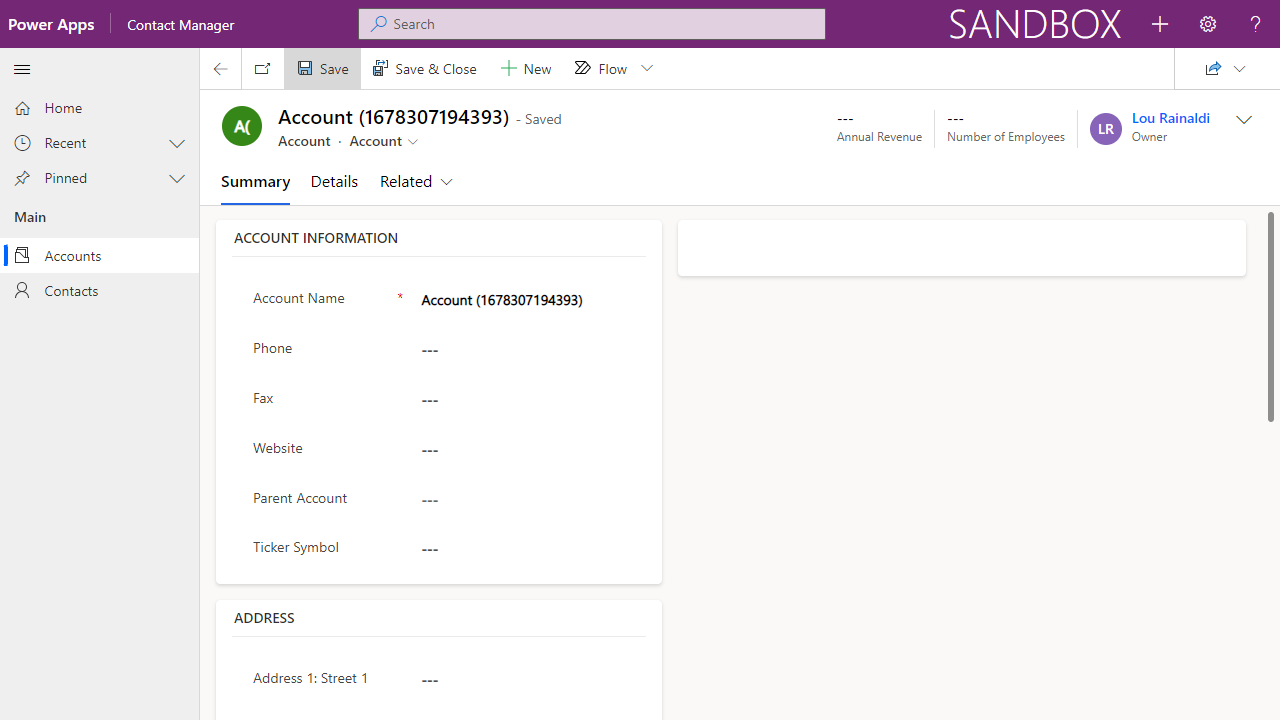 Power Apps Contact Manager Search SANDBOX
Save Save & Close New Flow
Home
Recent
Pinned
Main
Accounts
Contacts
A( Account (1678307194393) - Saved
Account · Account
--- Annual Revenue
--- Number of Employees
LR Lou Rainaldi
Owner
Summary Details Related
ACCOUNT INFORMATION
Account Name * Account (1678307194393)
Phone ---
Fax ---
Website ---
Parent Account ---
Ticker Symbol ---
ADDRESS
Address 1: Street 1 ---